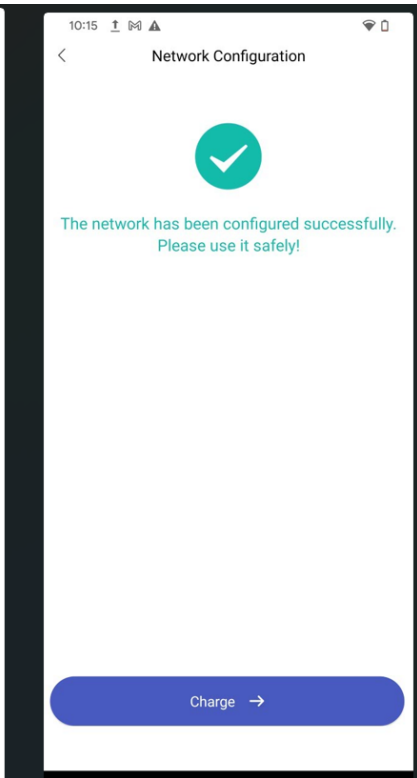 10:15
Network Configuration
The network has been configured successfully.
Please use it safely!
Charge